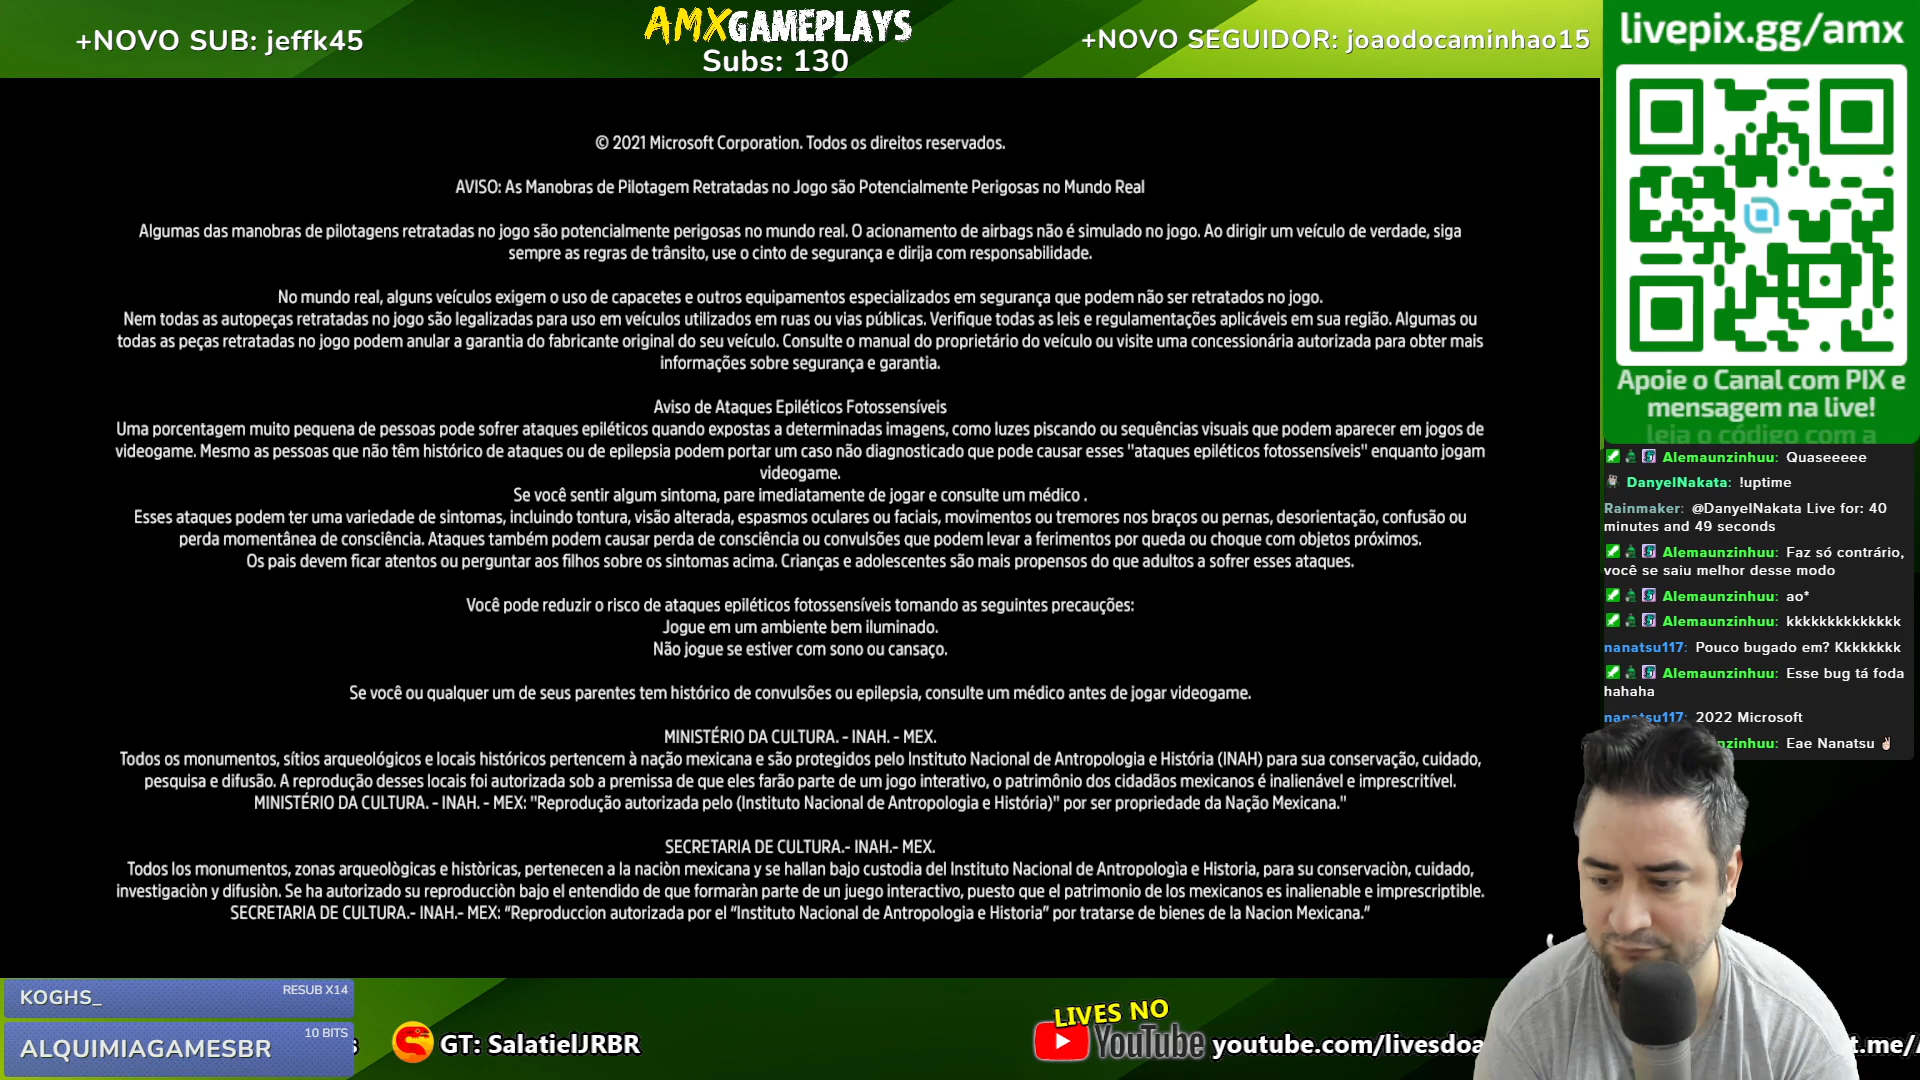 +NOVO SUB: jeffk45
AMXGAMEPLAYS
Subs: 130
+NOVO SEGUIDOR: joaodocaminhao15
livepix.gg/amx
© 2021 Microsoft Corporation. Todos os direitos reservados.
AVISO: As Manobras de Pilotagem Retratadas no Jogo são Potencialmente Perigosas no Mundo Real
Algumas das manobras de pilotagens retratadas no jogo são potencialmente perigosas no mundo real. O acionamento de airbags não é simulado no jogo. Ao dirigir um veículo de verdade, siga
sempre as regras de trânsito, use o cinto de segurança e dirija com responsabilidade.
No mundo real, alguns veículos exigem o uso de capacetes e outros equipamentos especializados em segurança que podem não ser retratados no jogo.
Nem todas as autopeças retratadas no jogo são legalizadas para uso em veículos utilizados em ruas ou vias públicas. Verifique todas as leis e regulamentações aplicáveis em sua região. Algumas ou
todas as peças retratadas no jogo podem anular a garantia do fabricante original do seu veículo. Consulte o manual do proprietário do veículo ou visite uma concessionária autorizada para obter mais
informações sobre segurança e garantia.
Aviso de Ataques Epiléticos Fotossensíveis
Uma porcentagem muito pequena de pessoas pode sofrer ataques epiléticos quando expostas a determinadas imagens, como luzes piscando ou sequências visuais que podem aparecer em jogos de
videogame. Mesmo as pessoas que não têm histórico de ataques ou de epilepsia podem portar um caso não diagnosticado que pode causar esses "ataques epiléticos fotossensíveis" enquanto jogam
videogame.
Se você sentir algum sintoma, pare imediatamente de jogar e consulte um médico .
Esses ataques podem ter uma variedade de sintomas, incluindo tontura, visão alterada, espasmos oculares ou faciais, movimentos ou tremores nos braços ou pernas, desorientação, confusão ou
perda momentânea de consciência. Ataques também podem causar perda de consciência ou convulsões que podem levar a ferimentos por queda ou choque com objetos próximos.
Os pais devem ficar atentos ou perguntar aos filhos sobre os sintomas acima. Crianças e adolescentes são mais propensos do que adultos a sofrer esses ataques.
Você pode reduzir o risco de ataques epiléticos fotossensíveis tomando as seguintes precauções:
Jogue em um ambiente bem iluminado.
Não jogue se estiver com sono ou cansaço.
Se você ou qualquer um de seus parentes tem histórico de convulsões ou epilepsia, consulte um médico antes de jogar videogame.
MINISTÉRIO DA CULTURA. - INAH. - MEX.
Todos os monumentos, sítios arqueológicos e locais históricos pertencem à nação mexicana e são protegidos pelo Instituto Nacional de Antropologia e História (INAH) para sua conservação, cuidado,
pesquisa e difusão. A reprodução desses locais foi autorizada sob a premissa de que eles farão parte de um jogo interativo, o patrimônio dos cidadãos mexicanos é inalienável e imprescritível.
MINISTÉRIO DA CULTURA. - INAH. - MEX: "Reprodução autorizada pelo (Instituto Nacional de Antropologia e História)" por ser propriedade da Nação Mexicana."
SECRETARIA DE CULTURA.- INAH.- MEX.
Todos los monumentos, zonas arqueològicas e històricas, pertenecen a la naciòn mexicana y se hallan bajo custodia del Instituto Nacional de Antropologìa e Historia, para su conservaciòn, cuidado,
investigaciòn y difusiòn. Se ha autorizado su reproducciòn bajo el entendido de que formaràn parte de un juego interactivo, puesto que el patrimonio de los mexicanos es inalienable e imprescriptible.
SECRETARIA DE CULTURA.- INAH.- MEX: “Reproduccion autorizada por el “Instituto Nacional de Antropologia e Historia” por tratarse de bienes de la Nacion Mexicana.”
Apoie o Canal com PIX e
mensagem na live!
leia o código com a
Alemaunzinhuu: Quaseeeee
DanyelNakata: !uptime
Rainmaker: @DanyelNakata Live for: 40
minutes and 49 seconds
Alemaunzinhuu: Faz só contrário,
você se saiu melhor desse modo
Alemaunzinhuu: ao*
Alemaunzinhuu: kkkkkkkkkkkkk
nanatsu117: Pouco bugado em? Kkkkkkkk
Alemaunzinhuu: Esse bug tá foda
hahaha
nanatsu117: 2022 Microsoft
nzinhuu: Eae Nanatsu ✌🏻
KOGHS_
RESUB X14
ALQUIMIAGAMESBR
10 BITS
GT: SalatielJRBR
LIVES NO
YouTube
youtube.com/livesdoa
t.me/A